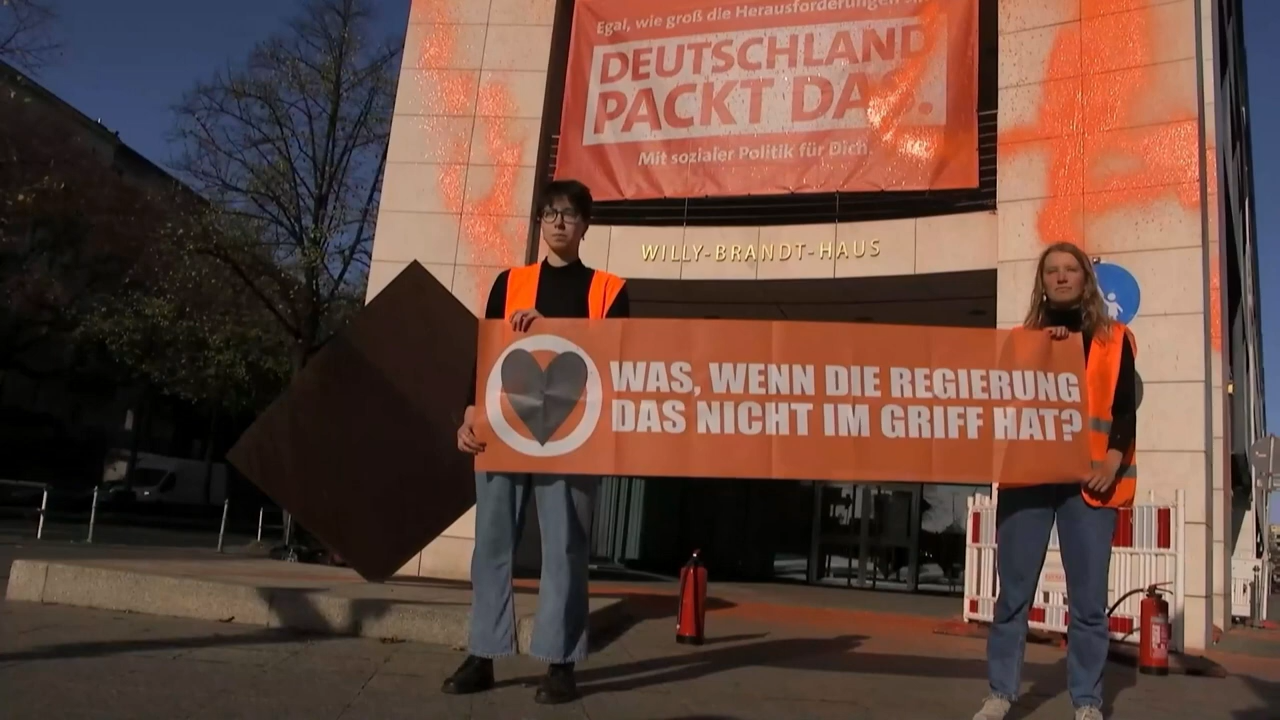 Egal, wie groß die Herausforderungen
DEUTSCHLAND
PACKT DAS.
Mit sozialer Politik für Dich.
WILLY-BRANDT-HAUS
WAS, WENN DIE REGIERUNG
DAS NICHT IM GRIFF HAT?